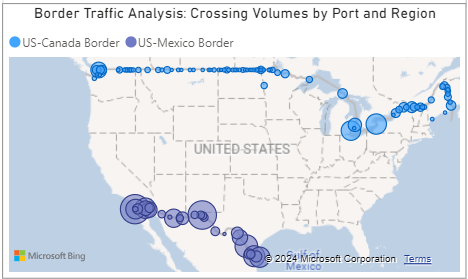 Border Traffic Analysis: Crossing Volumes by Port and Region
US-Canada Border US-Mexico Border
UNITED STATES
Gulf of
Mexico
Microsoft Bing
© 2024 Microsoft Corporation Terms